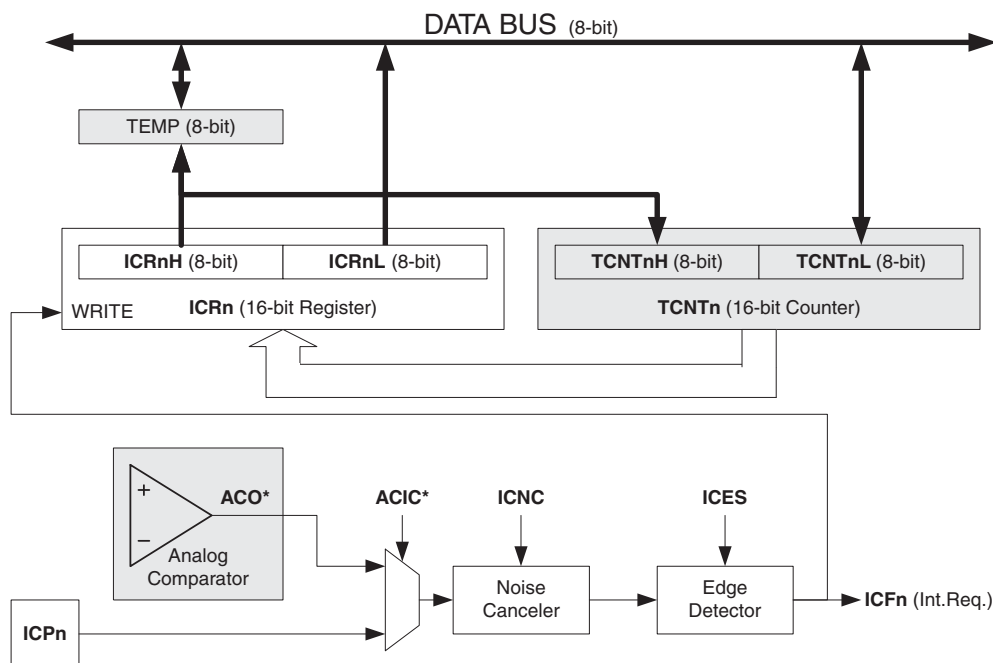 DATA BUS (8-bit)
TEMP (8-bit)
ICRnH (8-bit)
ICRnL (8-bit)
TCNTnH (8-bit)
TCNTnL (8-bit)
WRITE
ICRn (16-bit Register)
TCNTn (16-bit Counter)
+
ACO*
ACIC*
ICNC
ICES
−
Analog
Comparator
Noise
Canceler
Edge
Detector
ICFn (Int.Req.)
ICPn